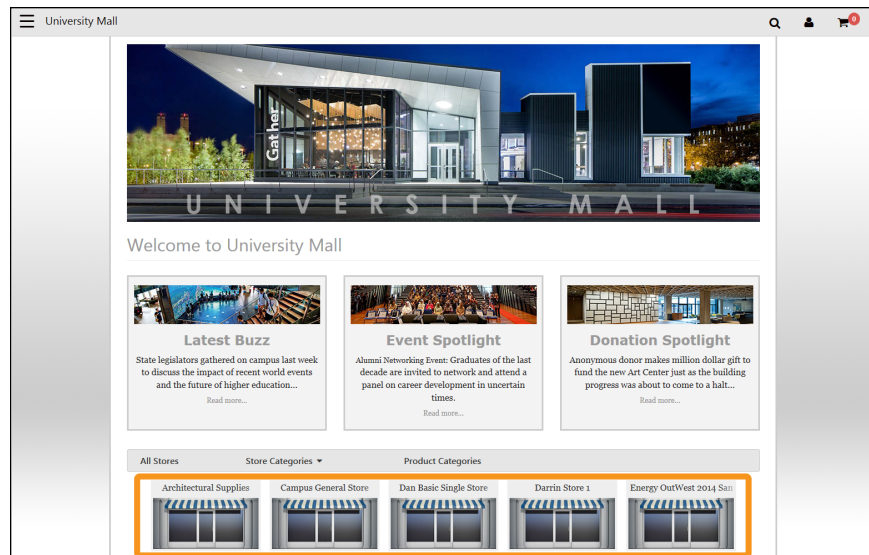 University Mall
0
Gather
UNIVERSITY MALL
Welcome to University Mall
Latest Buzz
State legislators gathered on campus last week
to discuss the impact of recent world events
and the future of higher education...
Read more...
Event Spotlight
Alumni Networking Event: Graduates of the last
decade are invited to network and attend a
panel on career development in uncertain
times.
Read more...
Donation Spotlight
Anonymous donor makes million dollar gift to
fund the new Art Center just as the building
progress was about to come to a halt...
Read more...
All Stores Store Categories Product Categories
Architectural Supplies Campus General Store Dan Basic Single Store Darrin Store 1 Energy OutWest 2014 San